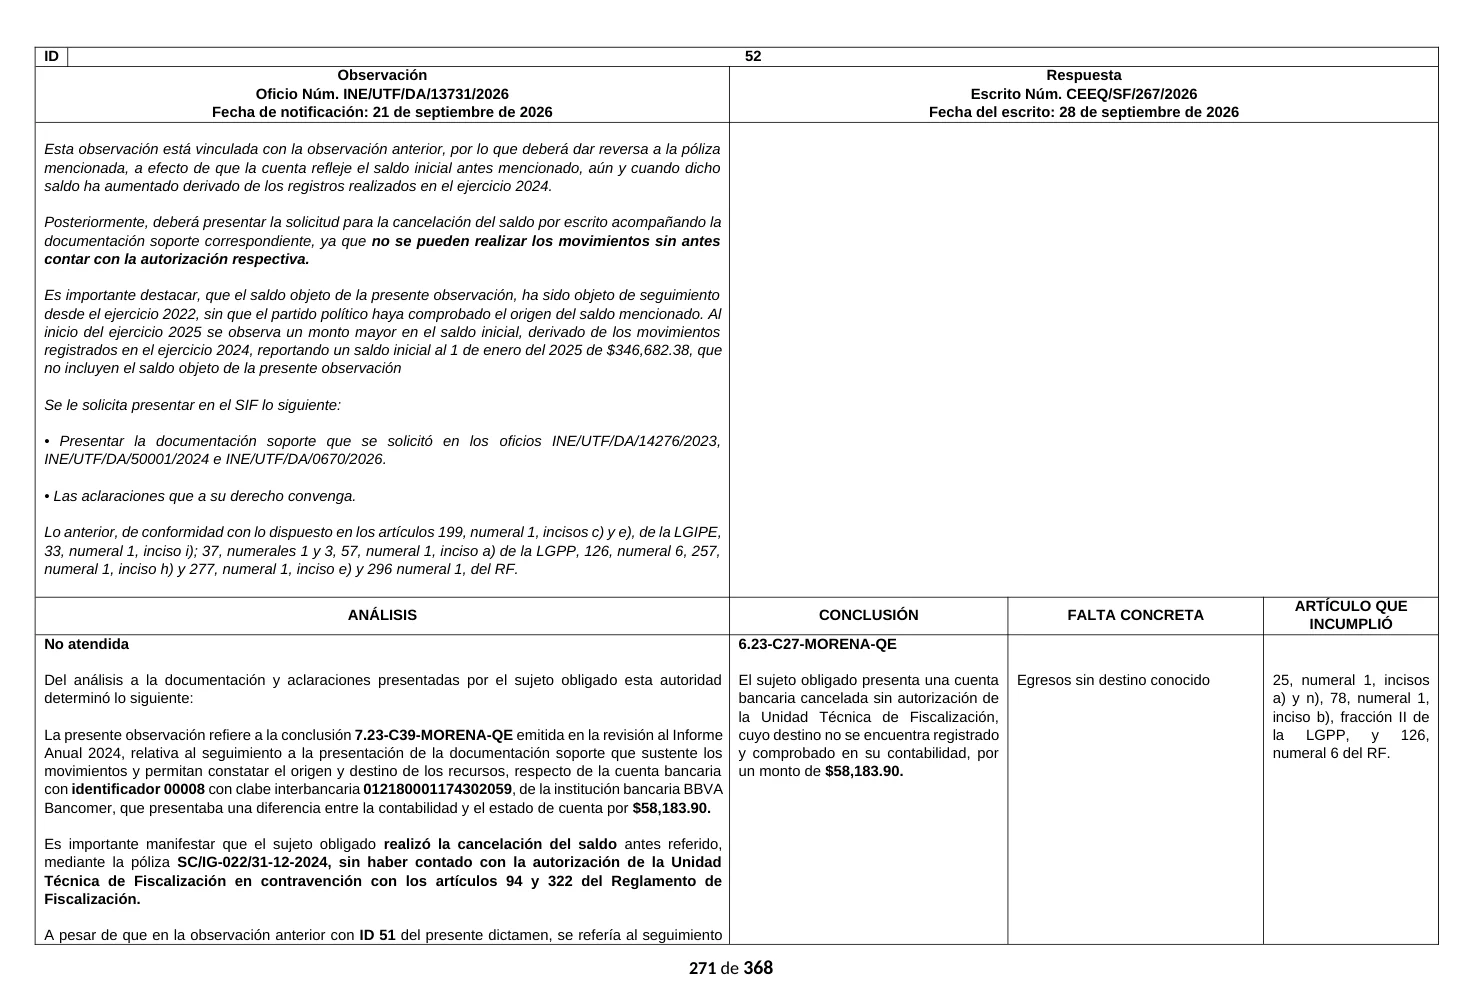 ID 52
Observación
Oficio Núm. INE/UTF/DA/13731/2026
Fecha de notificación: 21 de septiembre de 2026
Respuesta
Escrito Núm. CEEQ/SF/267/2026
Fecha del escrito: 28 de septiembre de 2026
Esta observación está vinculada con la observación anterior, por lo que deberá dar reversa a la póliza
mencionada, a efecto de que la cuenta refleje el saldo inicial antes mencionado, aún y cuando dicho
saldo ha aumentado derivado de los registros realizados en el ejercicio 2024.
Posteriormente, deberá presentar la solicitud para la cancelación del saldo por escrito acompañando la
documentación soporte correspondiente, ya que no se pueden realizar los movimientos sin antes
contar con la autorización respectiva.
Es importante destacar, que el saldo objeto de la presente observación, ha sido objeto de seguimiento
desde el ejercicio 2022, sin que el partido político haya comprobado el origen del saldo mencionado. Al
inicio del ejercicio 2025 se observa un monto mayor en el saldo inicial, derivado de los movimientos
registrados en el ejercicio 2024, reportando un saldo inicial al 1 de enero del 2025 de $346,682.38, que
no incluyen el saldo objeto de la presente observación
Se le solicita presentar en el SIF lo siguiente:
• Presentar la documentación soporte que se solicitó en los oficios INE/UTF/DA/14276/2023,
INE/UTF/DA/50001/2024 e INE/UTF/DA/0670/2026.
• Las aclaraciones que a su derecho convenga.
Lo anterior, de conformidad con lo dispuesto en los artículos 199, numeral 1, incisos c) y e), de la LGIPE,
33, numeral 1, inciso i); 37, numerales 1 y 3, 57, numeral 1, inciso a) de la LGPP, 126, numeral 6, 257,
numeral 1, inciso h) y 277, numeral 1, inciso e) y 296 numeral 1, del RF.
ANÁLISIS
CONCLUSIÓN
FALTA CONCRETA
ARTÍCULO QUE
INCUMPLIÓ
No atendida
Del análisis a la documentación y aclaraciones presentadas por el sujeto obligado esta autoridad
determinó lo siguiente:
La presente observación refiere a la conclusión 7.23-C39-MORENA-QE emitida en la revisión al Informe
Anual 2024, relativa al seguimiento a la presentación de la documentación soporte que sustente los
movimientos y permitan constatar el origen y destino de los recursos, respecto de la cuenta bancaria
con identificador 00008 con clabe interbancaria 012180001174302059, de la institución bancaria BBVA
Bancomer, que presentaba una diferencia entre la contabilidad y el estado de cuenta por $58,183.90.
Es importante manifestar que el sujeto obligado realizó la cancelación del saldo antes referido,
mediante la póliza SC/IG-022/31-12-2024, sin haber contado con la autorización de la Unidad
Técnica de Fiscalización en contravención con los artículos 94 y 322 del Reglamento de
Fiscalización.
A pesar de que en la observación anterior con ID 51 del presente dictamen, se refería al seguimiento
6.23-C27-MORENA-QE
El sujeto obligado presenta una cuenta
bancaria cancelada sin autorización de
la Unidad Técnica de Fiscalización,
cuyo destino no se encuentra registrado
y comprobado en su contabilidad, por
un monto de $58,183.90.
Egresos sin destino conocido
25, numeral 1, incisos
a) y n), 78, numeral 1,
inciso b), fracción II de
la LGPP, y 126,
numeral 6 del RF.
271 de 368